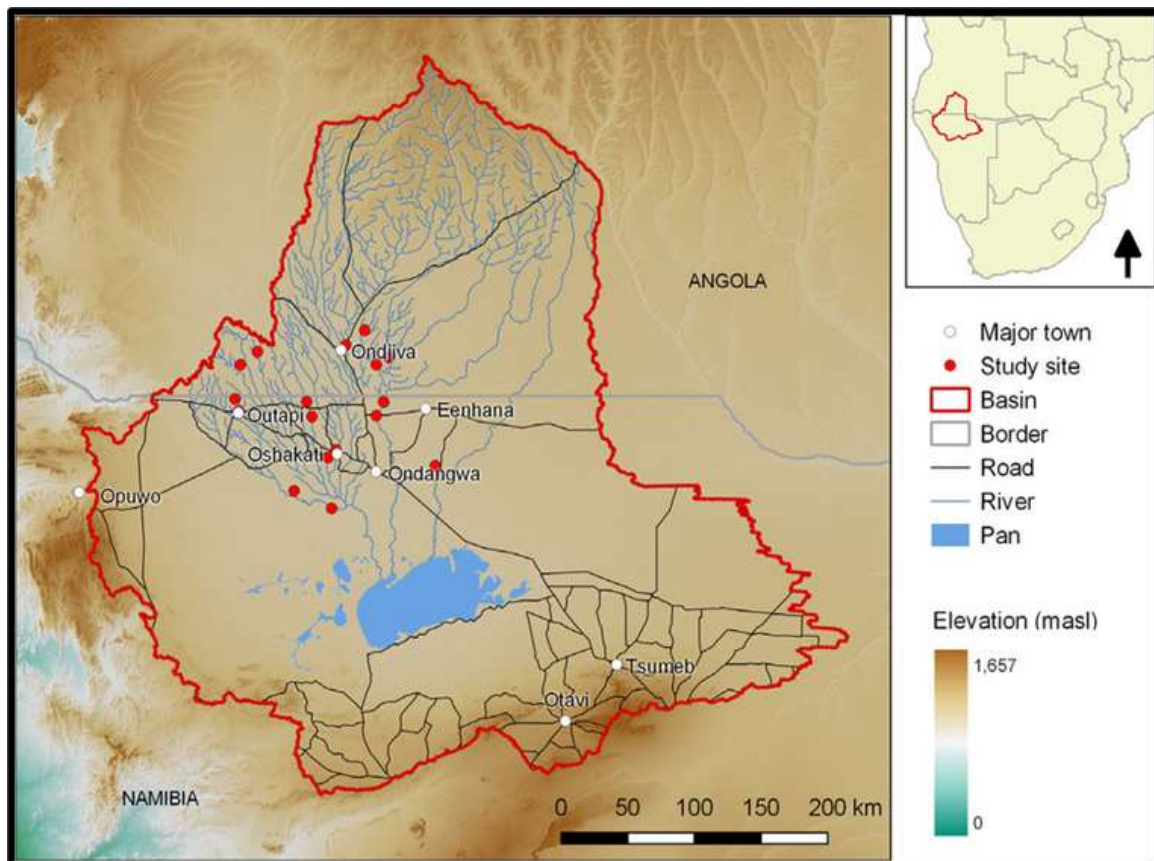 ANGOLA
Ondjiva
Outapi
Eenhana
Oshakati
Ondangwa
Opuwo
Tsumeb
Otavi
NAMIBIA
0 50 100 150 200 km
Major town
Study site
Basin
Border
Road
River
Pan
Elevation (masl)
1,657
0